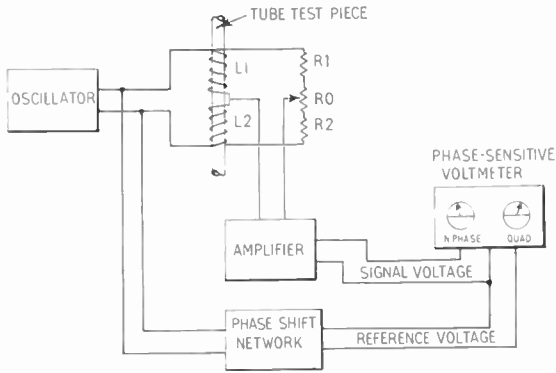 TUBE TEST PIECE
L1
R1
OSCILLATOR
R0
L2
R2
PHASE-SENSITIVE
VOLTMETER
N PHASE
QUAD
AMPLIFIER
SIGNAL VOLTAGE
PHASE SHIFT
NETWORK
REFERENCE VOLTAGE